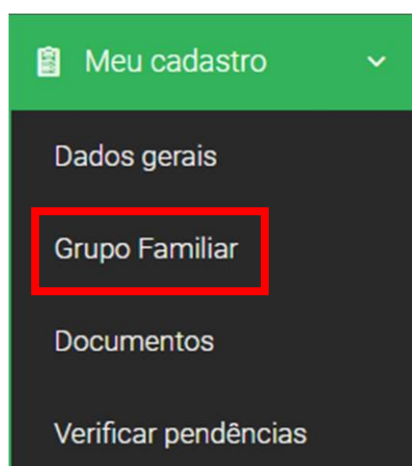 Meu cadastro
Dados gerais
Grupo Familiar
Documentos
Verificar pendências